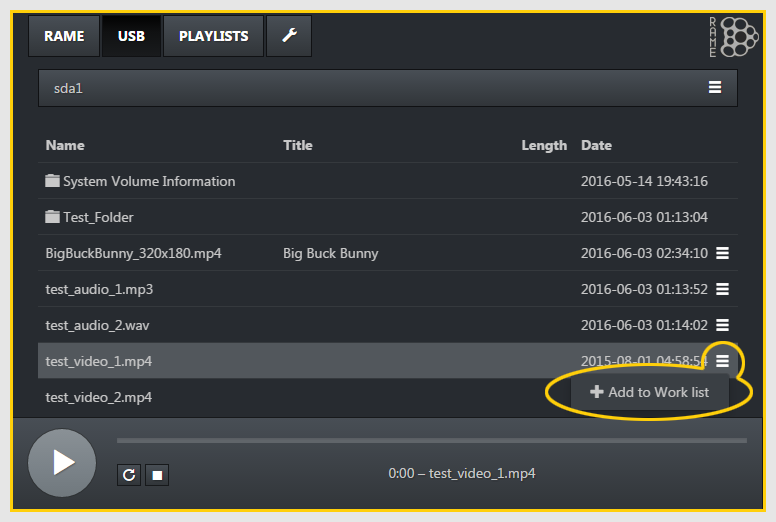 RAME USB PLAYLISTS
RAME
sda1
Name Title Length Date
System Volume Information 2016-05-14 19:43:16
Test_Folder 2016-06-03 01:13:04
BigBuckBunny_320x180.mp4 Big Buck Bunny 2016-06-03 02:34:10
test_audio_1.mp3 2016-06-03 01:13:52
test_audio_2.wav 2016-06-03 01:14:02
test_video_1.mp4 2015-08-01 04:58:54
test_video_2.mp4
Add to Work list
0:00 – test_video_1.mp4